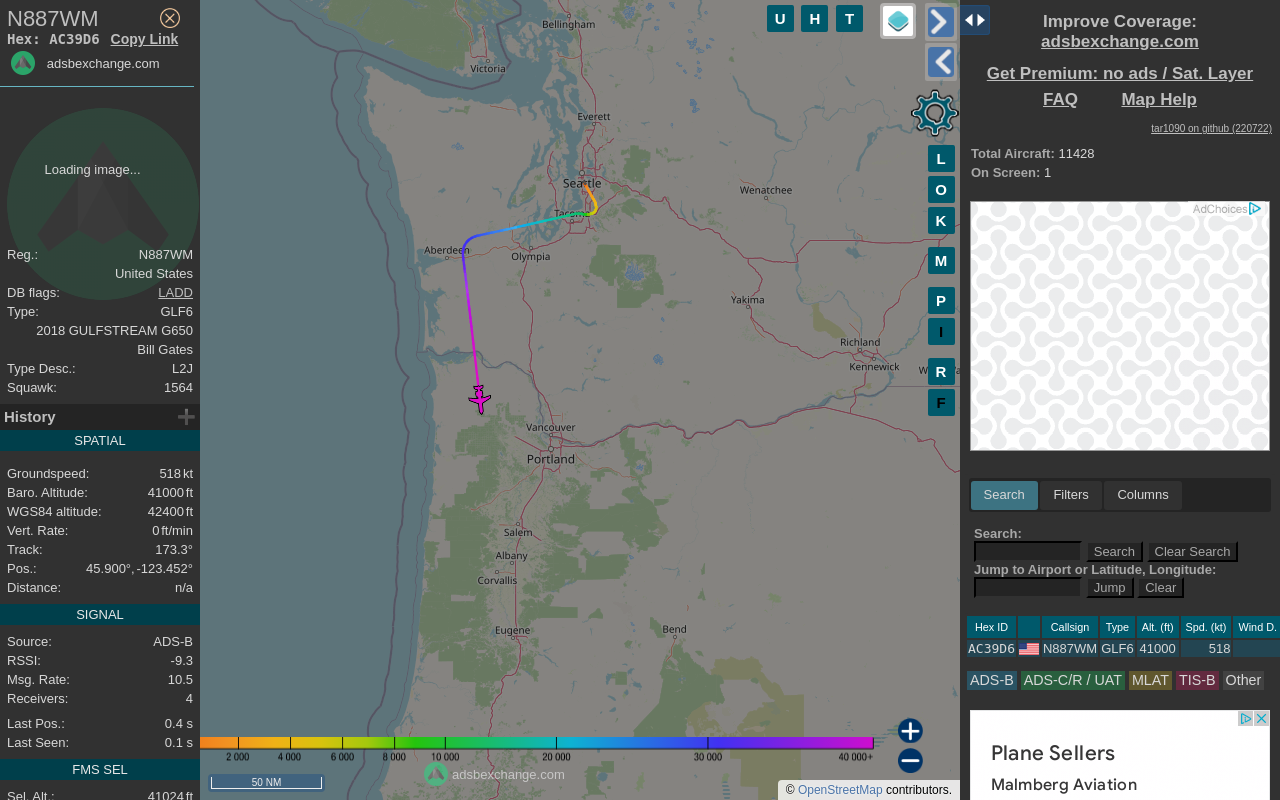 N887WM
Hex: AC39D6 Copy Link
adsbexchange.com
Loading image...
Reg.: N887WM
United States
DB flags: LADD
Type: GLF6
2018 GULFSTREAM G650
Bill Gates
Type Desc.: L2J
Squawk: 1564
History
SPATIAL
Groundspeed: 518 kt
Baro. Altitude: 41000 ft
WGS84 altitude: 42400 ft
Vert. Rate: 0 ft/min
Track: 173.3°
Pos.: 45.900°, -123.452°
Distance: n/a
SIGNAL
Source: ADS-B
RSSI: -9.3
Msg. Rate: 10.5
Receivers: 4
Last Pos.: 0.4 s
Last Seen: 0.1 s
FMS SEL
Sel. Alt.: 41024 ft
Bellingham
Victoria
Everett
Seattle
Wenatchee
Tacoma
Aberdeen
Olympia
Yakima
Richland
Kennewick
Vancouver
Portland
Salem
Albany
Corvallis
Eugene
Bend
U H T
L
O
K
M
P
I
R
F
2 000 4 000 6 000 8 000 10 000 20 000 30 000 40 000+
adsbexchange.com
50 NM
© OpenStreetMap contributors.
Improve Coverage:
adsbexchange.com
Get Premium: no ads / Sat. Layer
FAQ Map Help
tar1090 on github (220722)
Total Aircraft: 11428
On Screen: 1
AdChoices
Search Filters Columns
Search:
Search Clear Search
Jump to Airport or Latitude, Longitude:
Jump Clear
Hex ID Callsign Type Alt. (ft) Spd. (kt) Wind D.
AC39D6 N887WM GLF6 41000 518
ADS-B ADS-C/R / UAT MLAT TIS-B Other
Plane Sellers
Malmberg Aviation